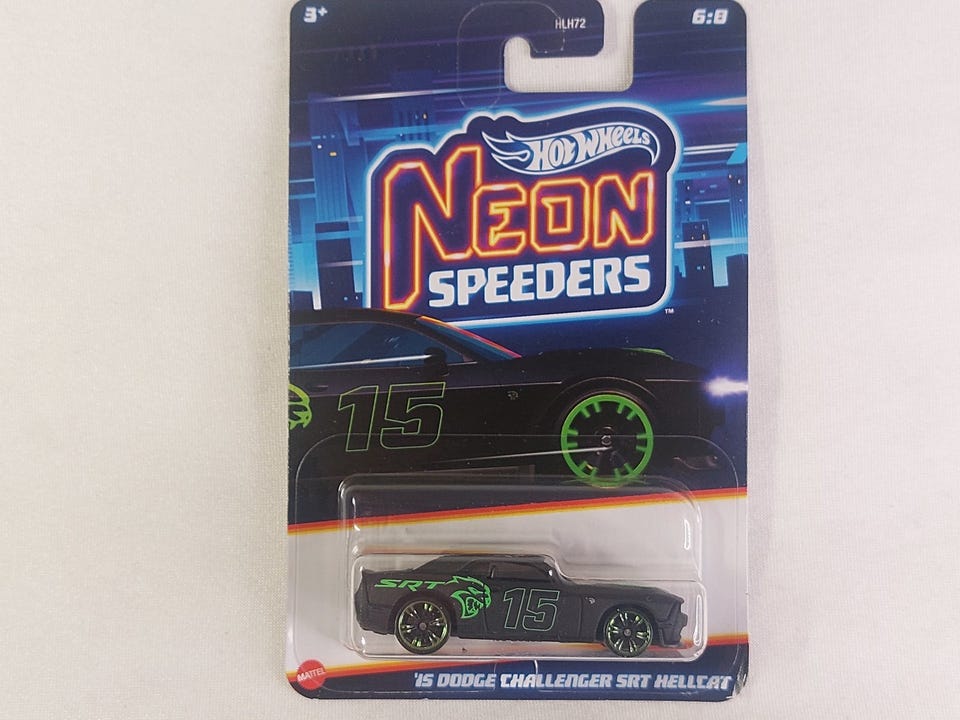 3+
HLH72
6:8
HOT WHEELS
NEON
SPEEDERS
TM
15
SRT
15
MATTEL
'15 DODGE CHALLENGER SRT HELLCAT